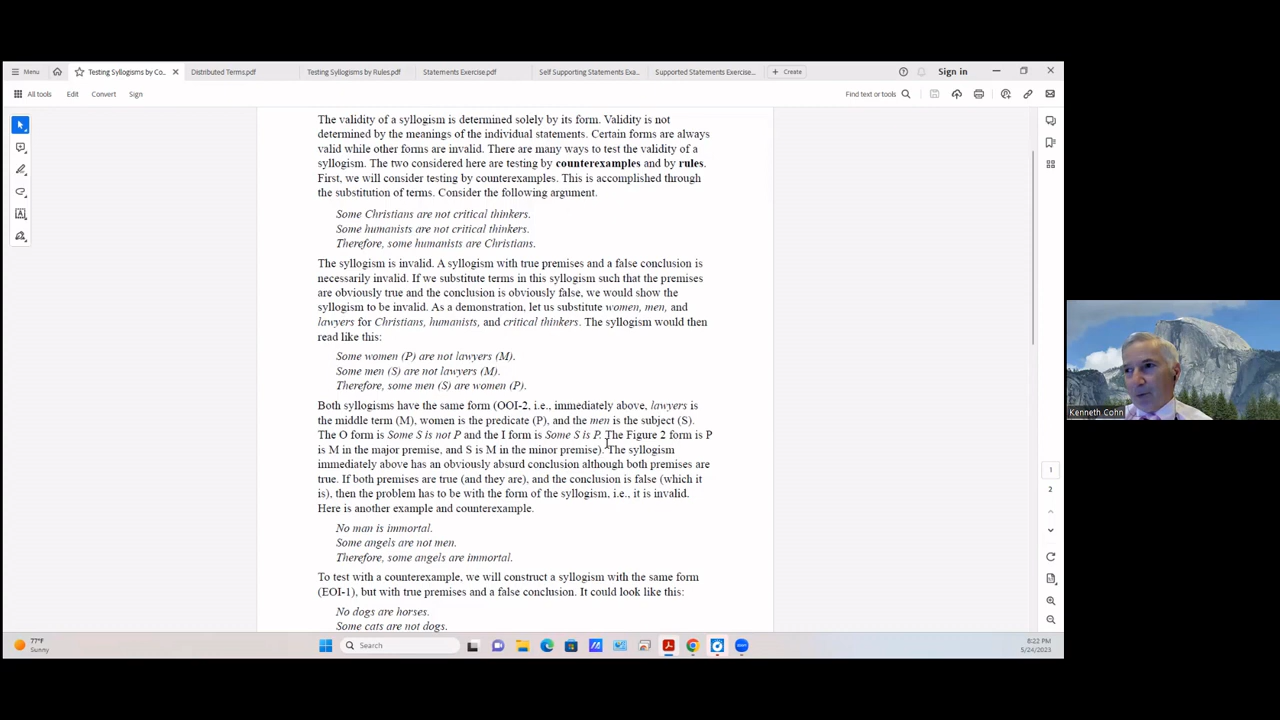 Menu
Testing Syllogisms by Co...
Distributed Terms.pdf
Testing Syllogisms by Rules.pdf
Statements Exercise.pdf
Self Supporting Statements Exa...
Supported Statements Exercise...
Create
Sign in
All tools
Edit
Convert
Sign
Find text or tools
The validity of a syllogism is determined solely by its form. Validity is not
determined by the meanings of the individual statements. Certain forms are always
valid while other forms are invalid. There are many ways to test the validity of a
syllogism. The two considered here are testing by counterexamples and by rules.
First, we will consider testing by counterexamples. This is accomplished through
the substitution of terms. Consider the following argument.
Some Christians are not critical thinkers.
Some humanists are not critical thinkers.
Therefore, some humanists are Christians.
The syllogism is invalid. A syllogism with true premises and a false conclusion is
necessarily invalid. If we substitute terms in this syllogism such that the premises
are obviously true and the conclusion is obviously false, we would show the
syllogism to be invalid. As a demonstration, let us substitute women, men, and
lawyers for Christians, humanists, and critical thinkers. The syllogism would then
read like this:
Some women (P) are not lawyers (M).
Some men (S) are not lawyers (M).
Therefore, some men (S) are women (P).
Both syllogisms have the same form (OOI-2, i.e., immediately above, lawyers is
the middle term (M), women is the predicate (P), and the men is the subject (S).
The O form is Some S is not P and the I form is Some S is P. The Figure 2 form is P
is M in the major premise, and S is M in the minor premise). The syllogism
immediately above has an obviously absurd conclusion although both premises are
true. If both premises are true (and they are), and the conclusion is false (which it
is), then the problem has to be with the form of the syllogism, i.e., it is invalid.
Here is another example and counterexample.
No man is immortal.
Some angels are not men.
Therefore, some angels are immortal.
To test with a counterexample, we will construct a syllogism with the same form
(EOI-1), but with true premises and a false conclusion. It could look like this:
No dogs are horses.
Some cats are not dogs.
1
2
Kenneth Cohn
77°F
Sunny
Search
8:22 PM
5/24/2023